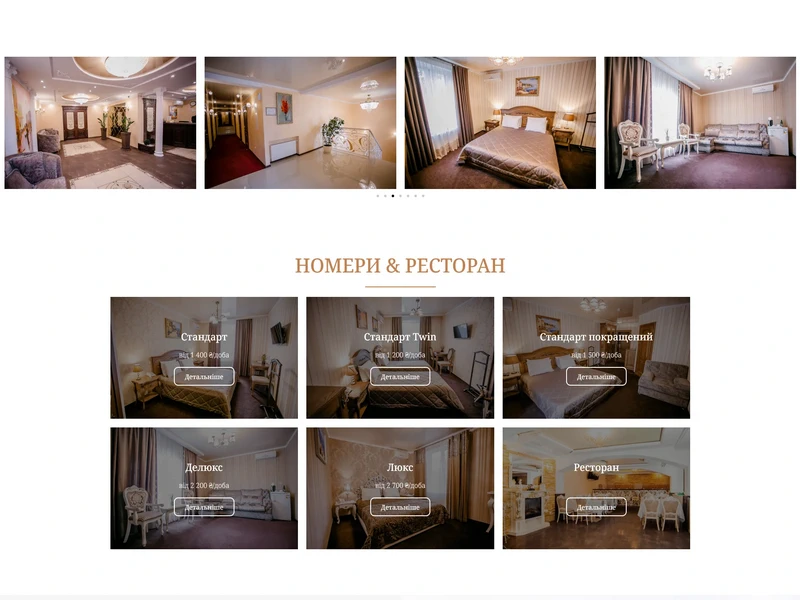 НОМЕРИ & РЕСТОРАН
Стандарт
від 1 400 ₴/доба
Детальніше
Стандарт Twin
від 1 200 ₴/доба
Детальніше
Стандарт покращений
від 1 500 ₴/доба
Детальніше
Делюкс
від 2 200 ₴/доба
Детальніше
Люкс
від 2 700 ₴/доба
Детальніше
Ресторан
Детальніше